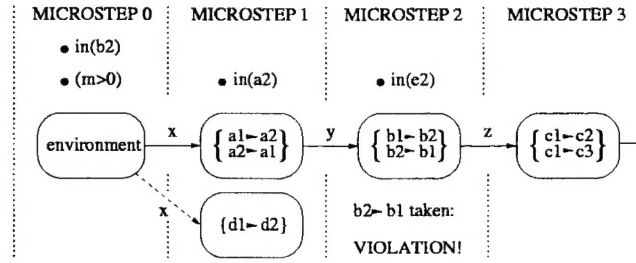 MICROSTEP 0 MICROSTEP 1 MICROSTEP 2 MICROSTEP 3
• in(b2)
• (m>0) • in(a2) • in(e2)
x y z
environment { a1► a2 { b1► b2 { c1► c2
a2► a1 } b2► b1 } c1► c3 }
x {d1► d2} b2► b1 taken:
VIOLATION!